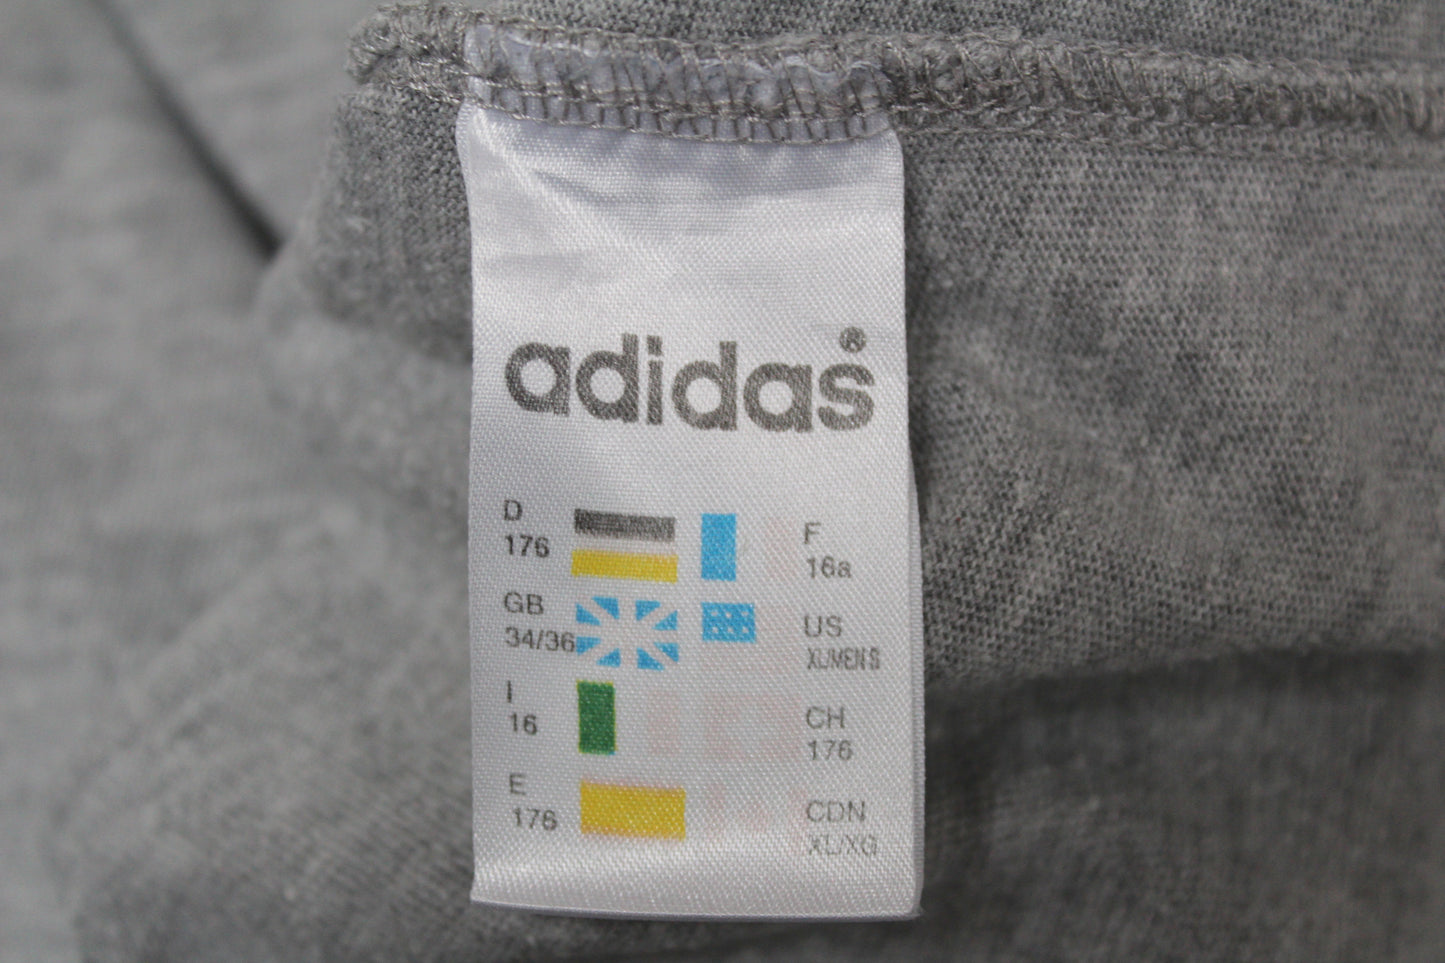 adidas®
D
176
GB
34/36
I
16
E
176
F
16a
US
XL/MEN S
CH
176
CDN
XL/XG